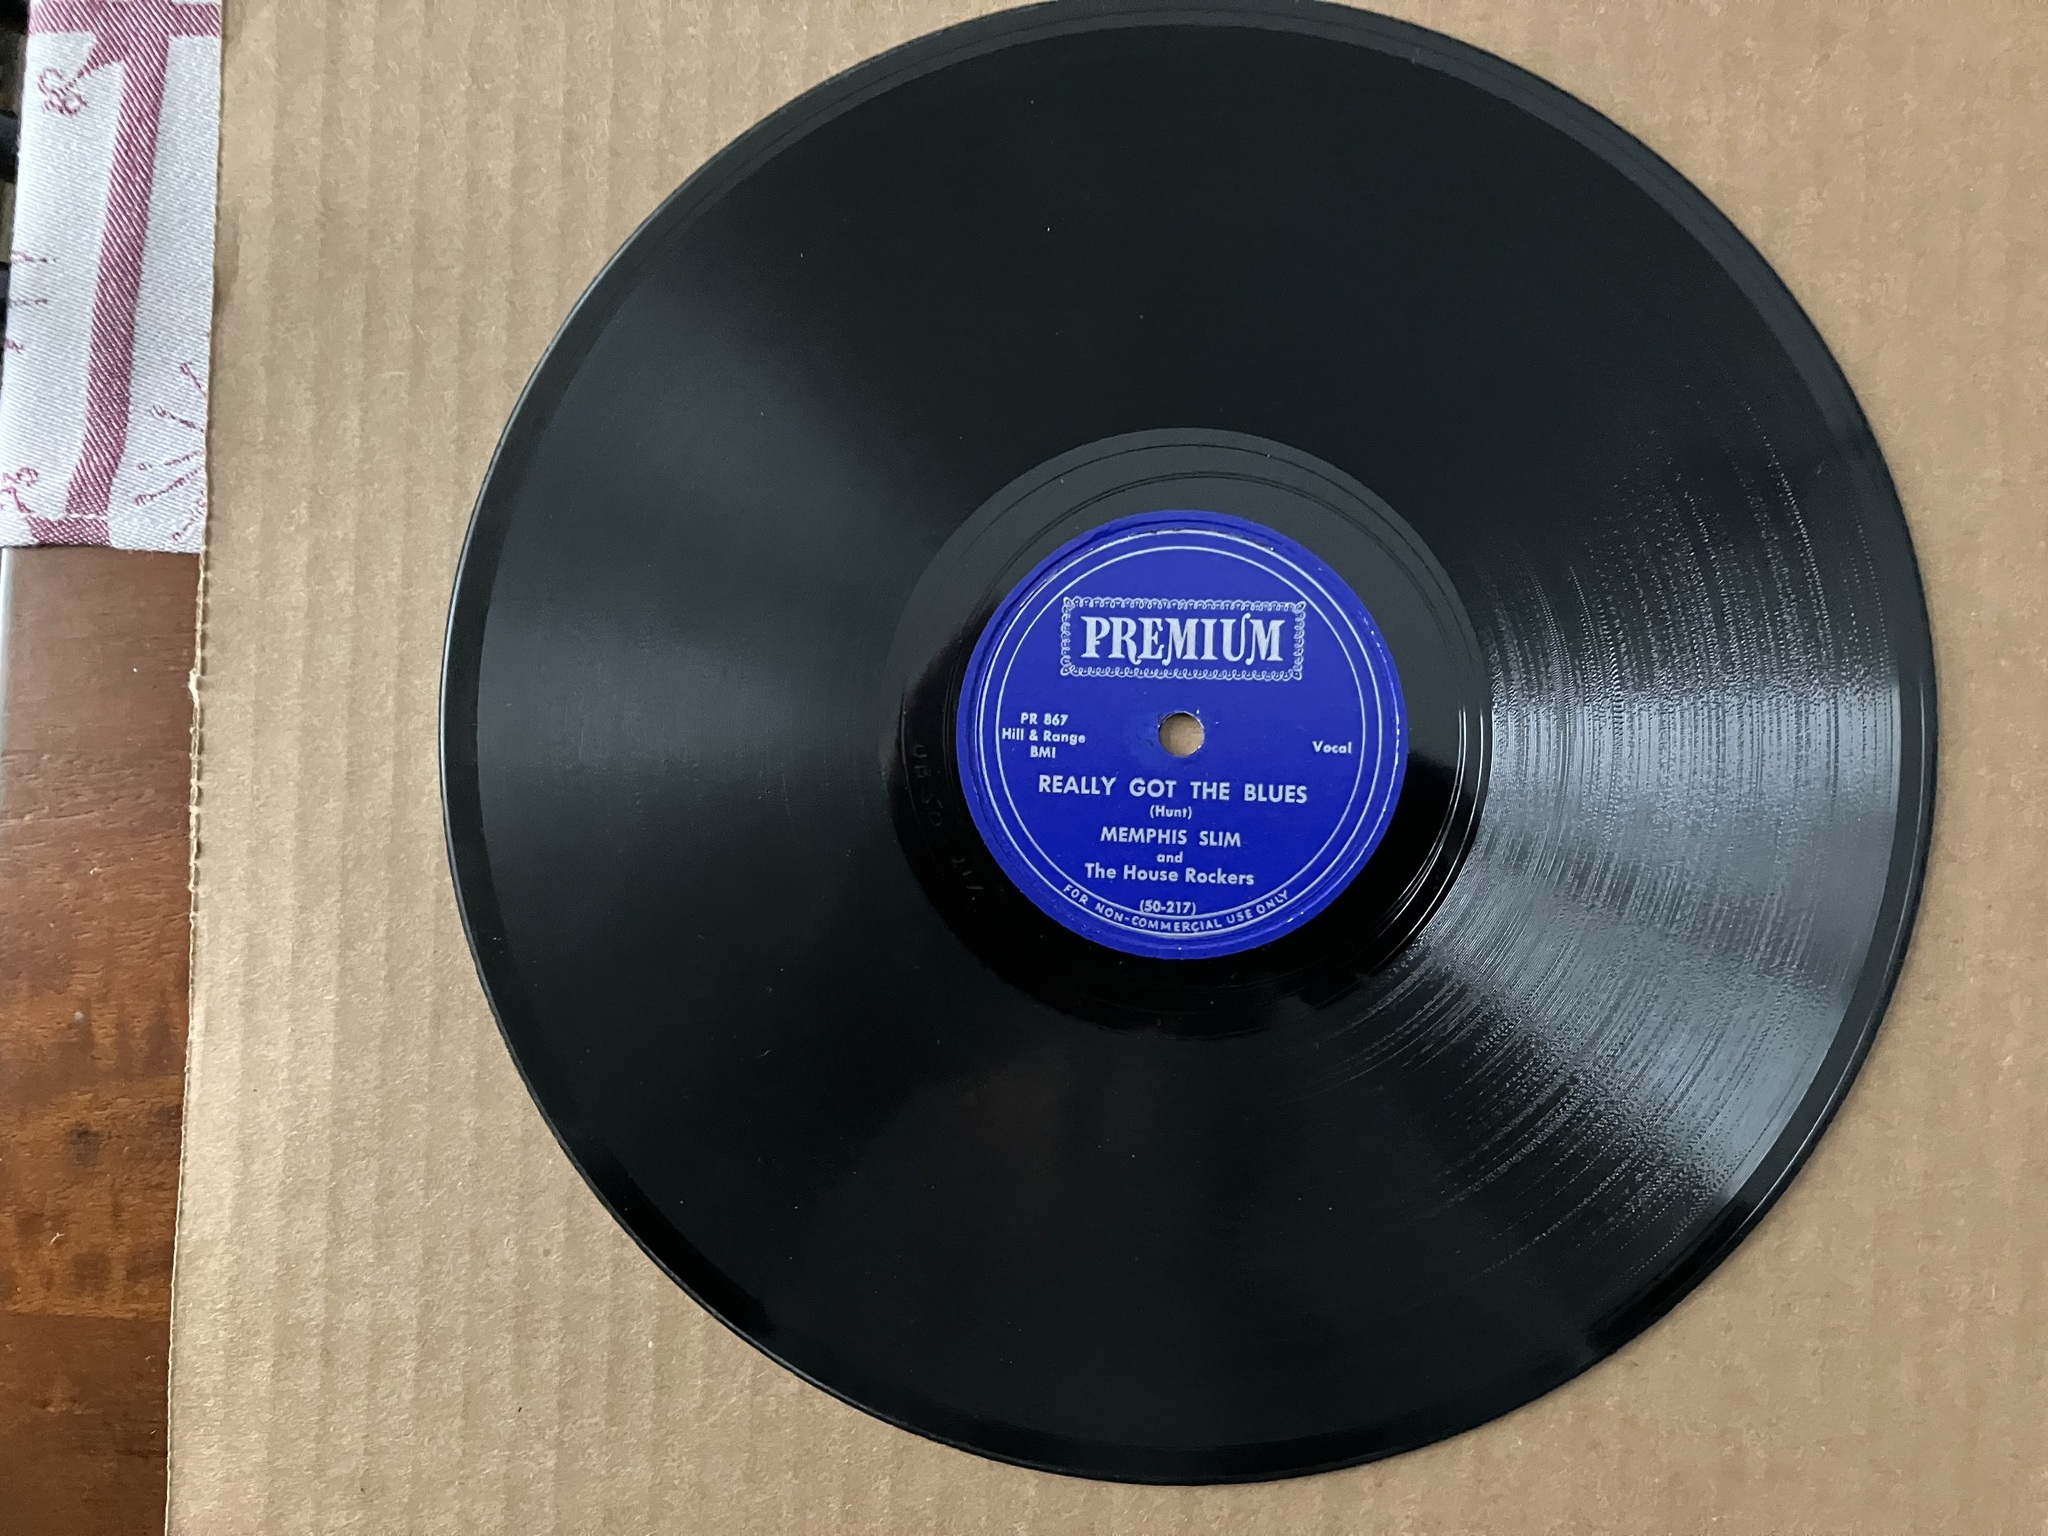 PREMIUM
PR 867
Hill & Range
BMI
Vocal
REALLY GOT THE BLUES
(Hunt)
MEMPHIS SLIM
and
The House Rockers
(50-217)
FOR NON-COMMERCIAL USE ONLY